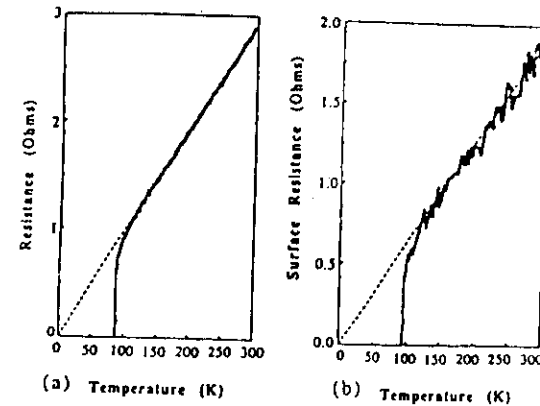 3
2
1
0
0 50 100 150 200 250 300
Resistance (Ohms)
(a) Temperature (K)
2.0
1.5
1.0
0.5
0.0
0 50 100 150 200 250 300
Surface Resistance (Ohms)
(b) Temperature (K)